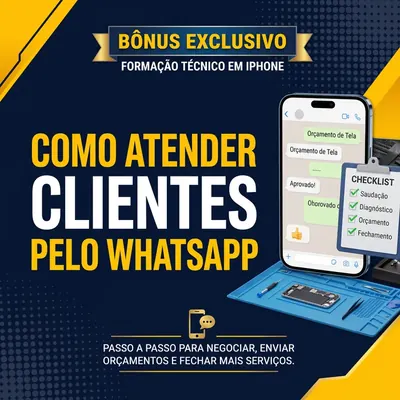 BÔNUS EXCLUSIVO
FORMAÇÃO TÉCNICO EM IPHONE
COMO ATENDER
CLIENTES
PELO WHATSAPP
Orçamento de Tela
Orçamento de Tela
Aprovado!
Ohorovado d
CHECKLIST
Saudação
Diagnóstico
Orçamento
Fechamento
PASSO A PASSO PARA NEGOCIAR, ENVIAR
ORÇAMENTOS E FECHAR MAIS SERVIÇOS.